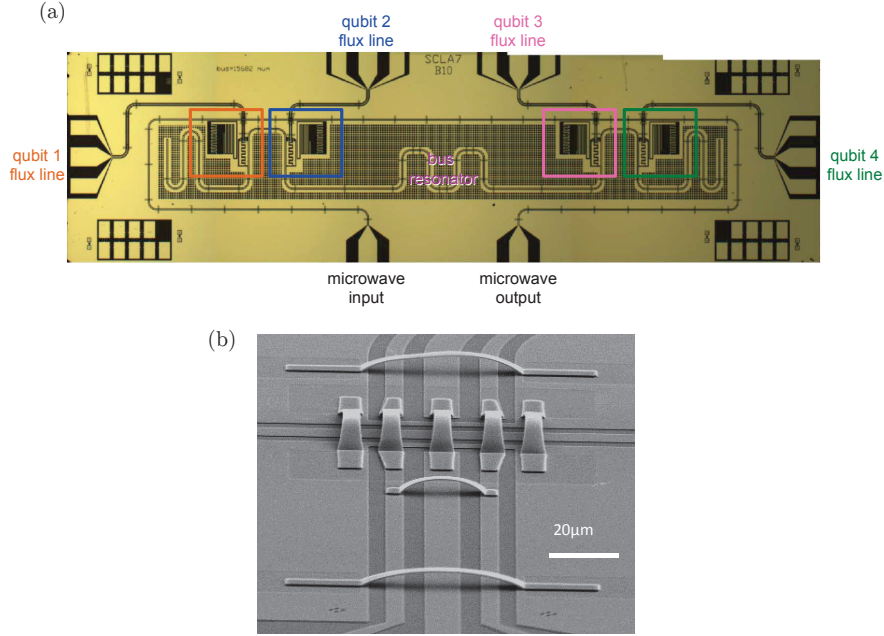 (a)
qubit 2
flux line
qubit 3
flux line
SCLA7
B10
qubit 1
flux line
bus
resonator
qubit 4
flux line
microwave
input
microwave
output
(b)
20μm